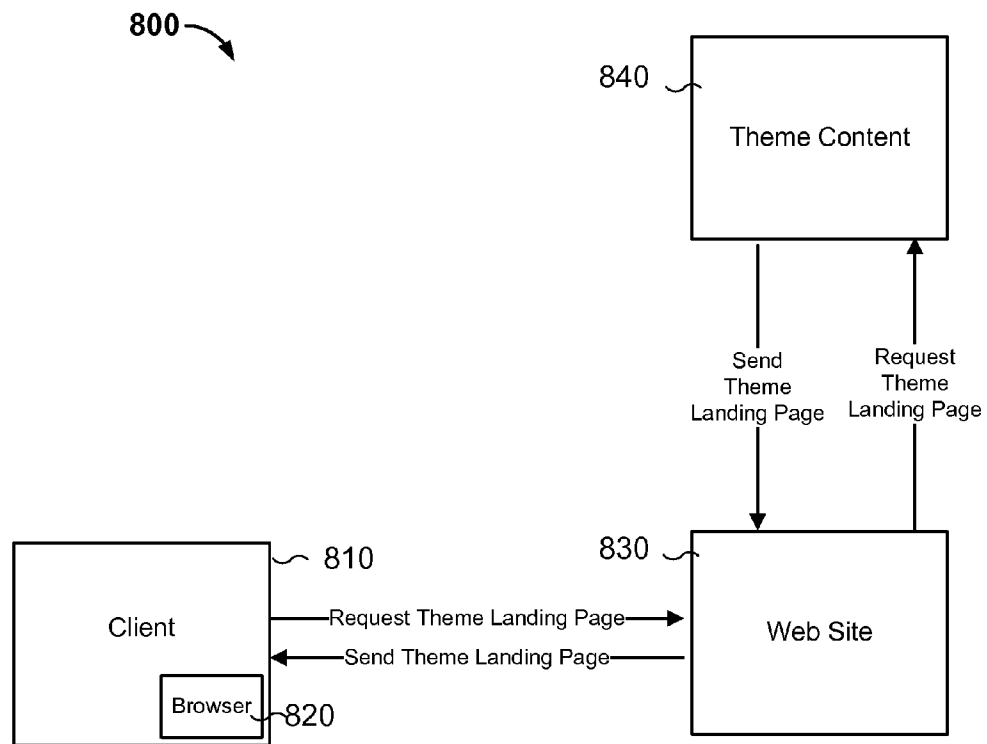 800
840
Theme Content
Send
Theme
Landing Page
Request
Theme
Landing Page
810
830
Client
Request Theme Landing Page
Send Theme Landing Page
Web Site
Browser
820